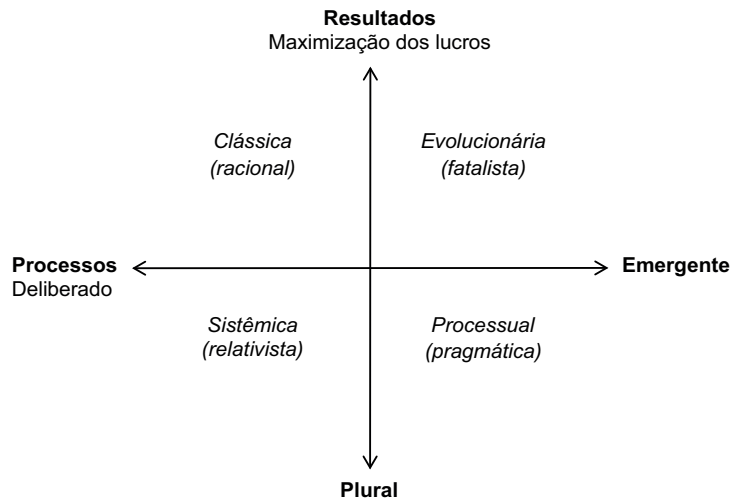 Resultados
Maximização dos lucros
Clássica
(racional)
Evolucionária
(fatalista)
Processos
Deliberado
Emergente
Sistêmica
(relativista)
Processual
(pragmática)
Plural